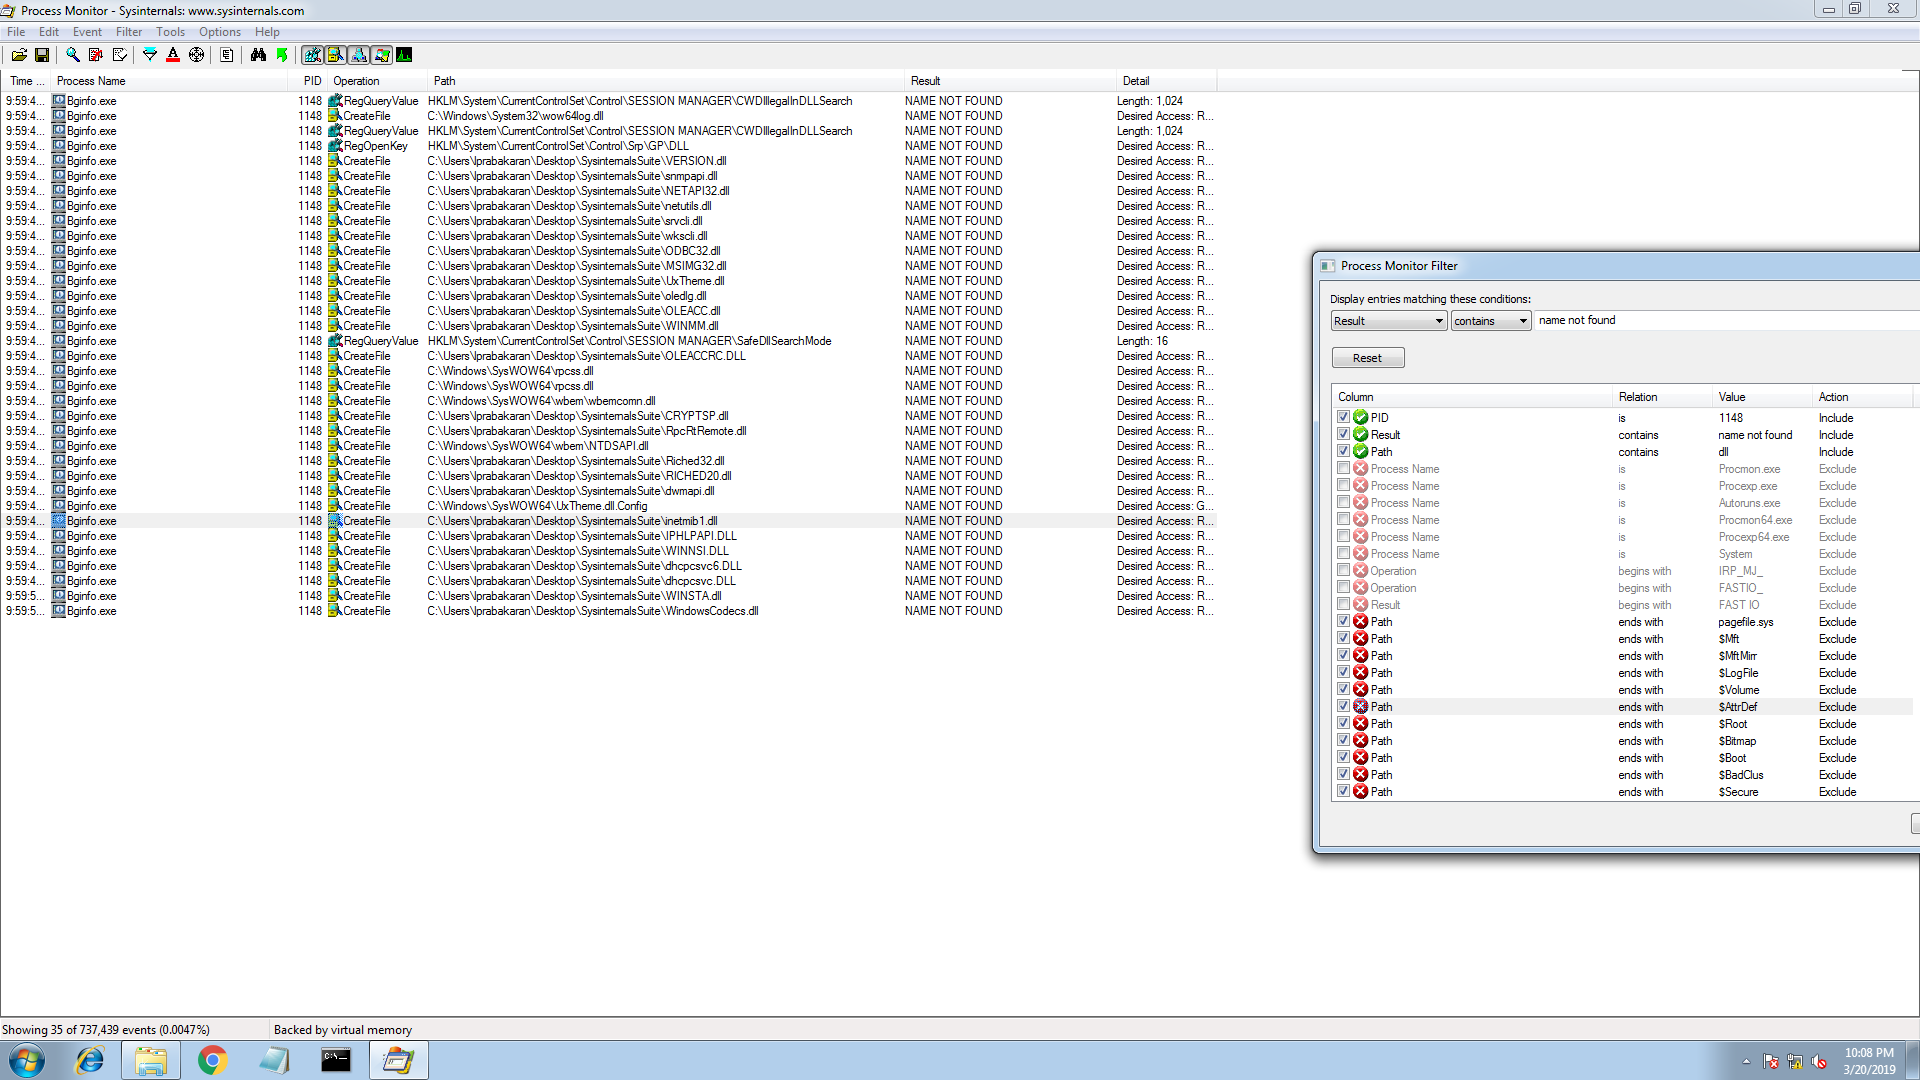 Process Monitor - Sysinternals: www.sysinternals.com
File Edit Event Filter Tools Options Help
Time ... Process Name PID Operation Path Result Detail
9:59:4... Bginfo.exe 1148 RegQueryValue HKLM\System\CurrentControlSet\Control\SESSION MANAGER\CWDIllegalInDLLSearch NAME NOT FOUND Length: 1,024
9:59:4... Bginfo.exe 1148 CreateFile C:\Windows\System32\wow64log.dll NAME NOT FOUND Desired Access: R...
9:59:4... Bginfo.exe 1148 RegQueryValue HKLM\System\CurrentControlSet\Control\SESSION MANAGER\CWDIllegalInDLLSearch NAME NOT FOUND Length: 1,024
9:59:4... Bginfo.exe 1148 RegOpenKey HKLM\System\CurrentControlSet\Control\Srp\GP\DLL NAME NOT FOUND Desired Access: R...
9:59:4... Bginfo.exe 1148 CreateFile C:\Users\lprabakaran\Desktop\SysinternalsSuite\VERSION.dll NAME NOT FOUND Desired Access: R...
9:59:4... Bginfo.exe 1148 CreateFile C:\Users\lprabakaran\Desktop\SysinternalsSuite\snmpapi.dll NAME NOT FOUND Desired Access: R...
9:59:4... Bginfo.exe 1148 CreateFile C:\Users\lprabakaran\Desktop\SysinternalsSuite\NETAPI32.dll NAME NOT FOUND Desired Access: R...
9:59:4... Bginfo.exe 1148 CreateFile C:\Users\lprabakaran\Desktop\SysinternalsSuite\netutils.dll NAME NOT FOUND Desired Access: R...
9:59:4... Bginfo.exe 1148 CreateFile C:\Users\lprabakaran\Desktop\SysinternalsSuite\srvcli.dll NAME NOT FOUND Desired Access: R...
9:59:4... Bginfo.exe 1148 CreateFile C:\Users\lprabakaran\Desktop\SysinternalsSuite\wkscli.dll NAME NOT FOUND Desired Access: R...
9:59:4... Bginfo.exe 1148 CreateFile C:\Users\lprabakaran\Desktop\SysinternalsSuite\ODBC32.dll NAME NOT FOUND Desired Access: R...
9:59:4... Bginfo.exe 1148 CreateFile C:\Users\lprabakaran\Desktop\SysinternalsSuite\MSIMG32.dll NAME NOT FOUND Desired Access: R...
9:59:4... Bginfo.exe 1148 CreateFile C:\Users\lprabakaran\Desktop\SysinternalsSuite\UxTheme.dll NAME NOT FOUND Desired Access: R...
9:59:4... Bginfo.exe 1148 CreateFile C:\Users\lprabakaran\Desktop\SysinternalsSuite\oledlg.dll NAME NOT FOUND Desired Access: R...
9:59:4... Bginfo.exe 1148 CreateFile C:\Users\lprabakaran\Desktop\SysinternalsSuite\OLEACC.dll NAME NOT FOUND Desired Access: R...
9:59:4... Bginfo.exe 1148 CreateFile C:\Users\lprabakaran\Desktop\SysinternalsSuite\WINMM.dll NAME NOT FOUND Desired Access: R...
9:59:4... Bginfo.exe 1148 RegQueryValue HKLM\System\CurrentControlSet\Control\SESSION MANAGER\SafeDllSearchMode NAME NOT FOUND Length: 16
9:59:4... Bginfo.exe 1148 CreateFile C:\Users\lprabakaran\Desktop\SysinternalsSuite\OLEACCRC.DLL NAME NOT FOUND Desired Access: R...
9:59:4... Bginfo.exe 1148 CreateFile C:\Windows\SysWOW64\rpcss.dll NAME NOT FOUND Desired Access: R...
9:59:4... Bginfo.exe 1148 CreateFile C:\Windows\SysWOW64\rpcss.dll NAME NOT FOUND Desired Access: R...
9:59:4... Bginfo.exe 1148 CreateFile C:\Windows\SysWOW64\wbem\wbemcomn.dll NAME NOT FOUND Desired Access: R...
9:59:4... Bginfo.exe 1148 CreateFile C:\Users\lprabakaran\Desktop\SysinternalsSuite\CRYPTSP.dll NAME NOT FOUND Desired Access: R...
9:59:4... Bginfo.exe 1148 CreateFile C:\Users\lprabakaran\Desktop\SysinternalsSuite\RpcRtRemote.dll NAME NOT FOUND Desired Access: R...
9:59:4... Bginfo.exe 1148 CreateFile C:\Windows\SysWOW64\wbem\NTDSAPI.dll NAME NOT FOUND Desired Access: R...
9:59:4... Bginfo.exe 1148 CreateFile C:\Users\lprabakaran\Desktop\SysinternalsSuite\Riched32.dll NAME NOT FOUND Desired Access: R...
9:59:4... Bginfo.exe 1148 CreateFile C:\Users\lprabakaran\Desktop\SysinternalsSuite\RICHED20.dll NAME NOT FOUND Desired Access: R...
9:59:4... Bginfo.exe 1148 CreateFile C:\Users\lprabakaran\Desktop\SysinternalsSuite\dwmapi.dll NAME NOT FOUND Desired Access: R...
9:59:4... Bginfo.exe 1148 CreateFile C:\Windows\SysWOW64\UxTheme.dll.Config NAME NOT FOUND Desired Access: G...
9:59:4... Bginfo.exe 1148 CreateFile C:\Users\lprabakaran\Desktop\SysinternalsSuite\inetmib1.dll NAME NOT FOUND Desired Access: R...
9:59:4... Bginfo.exe 1148 CreateFile C:\Users\lprabakaran\Desktop\SysinternalsSuite\IPHLPAPI.DLL NAME NOT FOUND Desired Access: R...
9:59:4... Bginfo.exe 1148 CreateFile C:\Users\lprabakaran\Desktop\SysinternalsSuite\WINNSI.DLL NAME NOT FOUND Desired Access: R...
9:59:4... Bginfo.exe 1148 CreateFile C:\Users\lprabakaran\Desktop\SysinternalsSuite\dhcpcsvc6.DLL NAME NOT FOUND Desired Access: R...
9:59:4... Bginfo.exe 1148 CreateFile C:\Users\lprabakaran\Desktop\SysinternalsSuite\dhcpcsvc.DLL NAME NOT FOUND Desired Access: R...
9:59:5... Bginfo.exe 1148 CreateFile C:\Users\lprabakaran\Desktop\SysinternalsSuite\WINSTA.dll NAME NOT FOUND Desired Access: R...
9:59:5... Bginfo.exe 1148 CreateFile C:\Users\lprabakaran\Desktop\SysinternalsSuite\WindowsCodecs.dll NAME NOT FOUND Desired Access: R...
Process Monitor Filter
Display entries matching these conditions:
Result contains name not found
Reset
Column Relation Value Action
PID is 1148 Include
Result contains name not found Include
Path contains dll Include
Process Name is Procmon.exe Exclude
Process Name is Procexp.exe Exclude
Process Name is Autoruns.exe Exclude
Process Name is Procmon64.exe Exclude
Process Name is Procexp64.exe Exclude
Process Name is System Exclude
Operation begins with IRP_MJ_ Exclude
Operation begins with FASTIO_ Exclude
Result begins with FAST IO Exclude
Path ends with pagefile.sys Exclude
Path ends with $Mft Exclude
Path ends with $MftMirr Exclude
Path ends with $LogFile Exclude
Path ends with $Volume Exclude
Path ends with $AttrDef Exclude
Path ends with $Root Exclude
Path ends with $Bitmap Exclude
Path ends with $Boot Exclude
Path ends with $BadClus Exclude
Path ends with $Secure Exclude
Showing 35 of 737,439 events (0.0047%) Backed by virtual memory
10:08 PM
3/20/2019